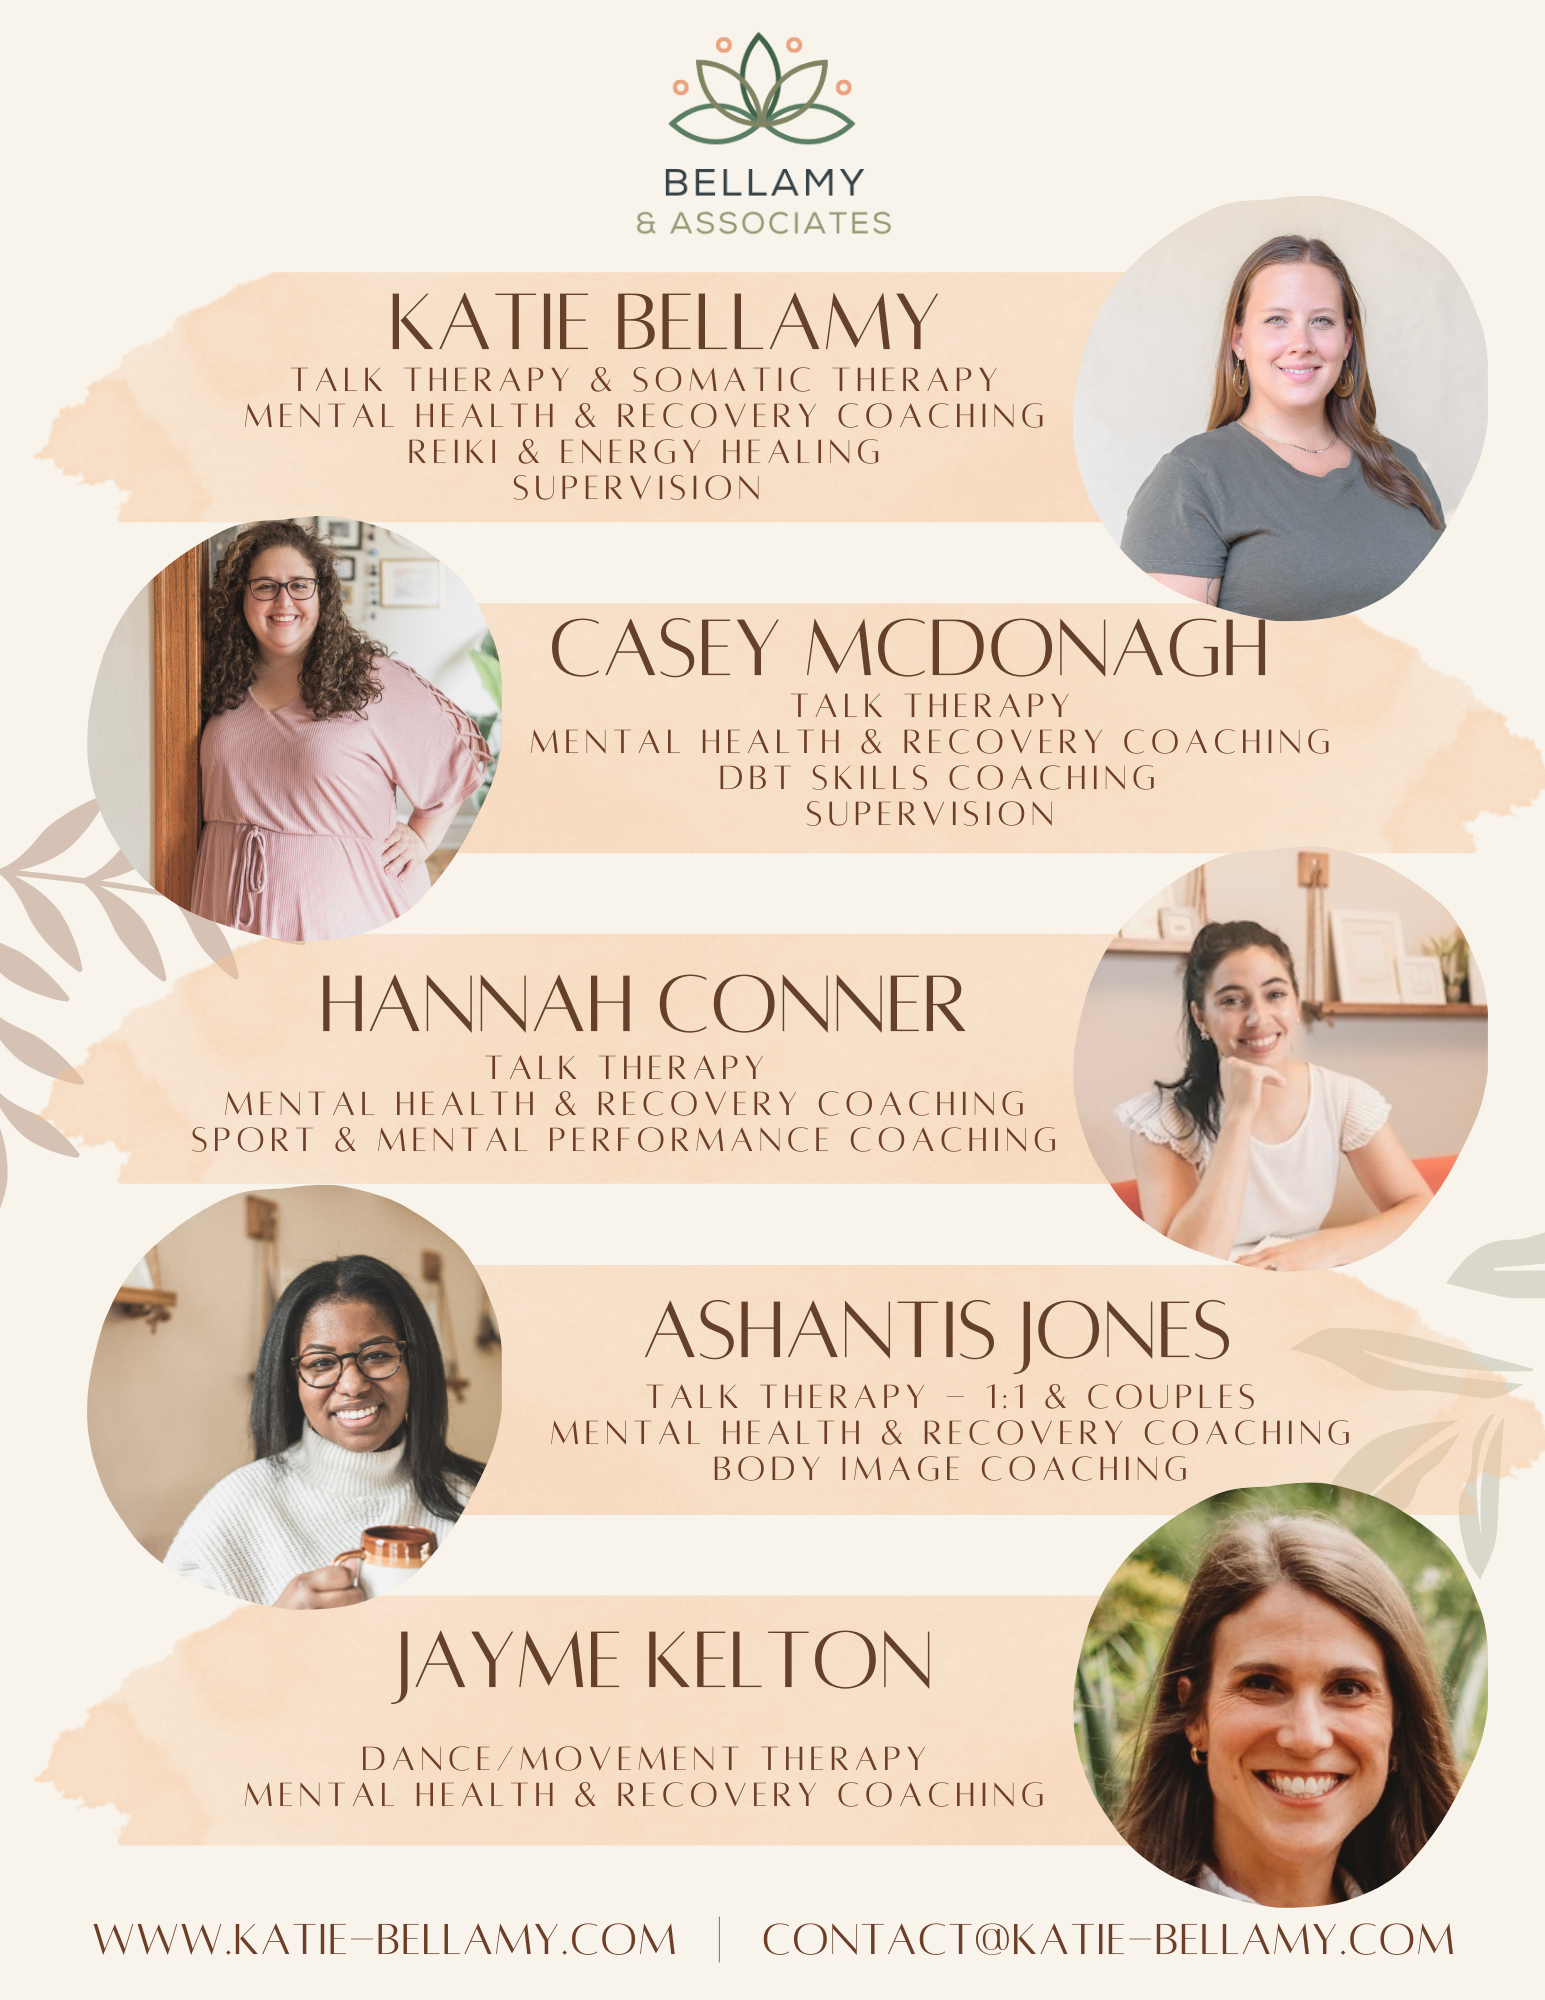 BELLAMY
& ASSOCIATES
KATIE BELLAMY
TALK THERAPY & SOMATIC THERAPY
MENTAL HEALTH & RECOVERY COACHING
REIKI & ENERGY HEALING
SUPERVISION
CASEY MCDONAGH
TALK THERAPY
MENTAL HEALTH & RECOVERY COACHING
DBT SKILLS COACHING
SUPERVISION
HANNAH CONNER
TALK THERAPY
MENTAL HEALTH & RECOVERY COACHING
SPORT & MENTAL PERFORMANCE COACHING
ASHANTIS JONES
TALK THERAPY - 1:1 & COUPLES
MENTAL HEALTH & RECOVERY COACHING
BODY IMAGE COACHING
JAYME KELTON
DANCE/MOVEMENT THERAPY
MENTAL HEALTH & RECOVERY COACHING
WWW.KATIE-BELLAMY.COM | CONTACT@KATIE-BELLAMY.COM